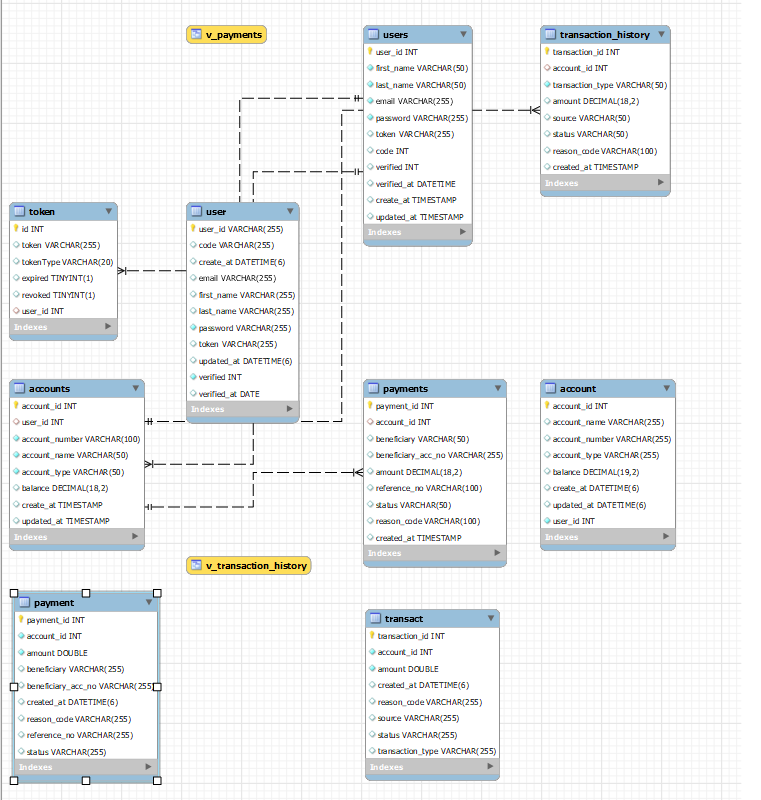 v_payments
users
user_id INT
first_name VARCHAR(50)
last_name VARCHAR(50)
email VARCHAR(255)
password VARCHAR(255)
token VARCHAR(255)
code INT
verified INT
verified_at DATETIME
create_at TIMESTAMP
updated_at TIMESTAMP
Indexes
transaction_history
transaction_id INT
account_id INT
transaction_type VARCHAR(50)
amount DECIMAL(18,2)
source VARCHAR(50)
status VARCHAR(50)
reason_code VARCHAR(100)
created_at TIMESTAMP
Indexes
token
id INT
token VARCHAR(255)
tokenType VARCHAR(20)
expired TINYINT(1)
revoked TINYINT(1)
user_id INT
Indexes
user
user_id VARCHAR(255)
code VARCHAR(255)
create_at DATETIME(6)
email VARCHAR(255)
first_name VARCHAR(255)
last_name VARCHAR(255)
password VARCHAR(255)
token VARCHAR(255)
updated_at DATETIME(6)
verified INT
verified_at DATE
Indexes
accounts
account_id INT
user_id INT
account_number VARCHAR(100)
account_name VARCHAR(50)
account_type VARCHAR(50)
balance DECIMAL(18,2)
create_at TIMESTAMP
updated_at TIMESTAMP
Indexes
payments
payment_id INT
account_id INT
beneficiary VARCHAR(50)
beneficiary_acc_no VARCHAR(255)
amount DECIMAL(18,2)
reference_no VARCHAR(100)
status VARCHAR(50)
reason_code VARCHAR(100)
created_at TIMESTAMP
Indexes
account
account_id INT
account_name VARCHAR(255)
account_number VARCHAR(255)
account_type VARCHAR(255)
balance DECIMAL(19,2)
create_at DATETIME(6)
updated_at DATETIME(6)
user_id INT
Indexes
v_transaction_history
payment
payment_id INT
account_id INT
amount DOUBLE
beneficiary VARCHAR(255)
beneficiary_acc_no VARCHAR(255)
created_at DATETIME(6)
reason_code VARCHAR(255)
reference_no VARCHAR(255)
status VARCHAR(255)
Indexes
transact
transaction_id INT
account_id INT
amount DOUBLE
created_at DATETIME(6)
reason_code VARCHAR(255)
source VARCHAR(255)
status VARCHAR(255)
transaction_type VARCHAR(255)
Indexes